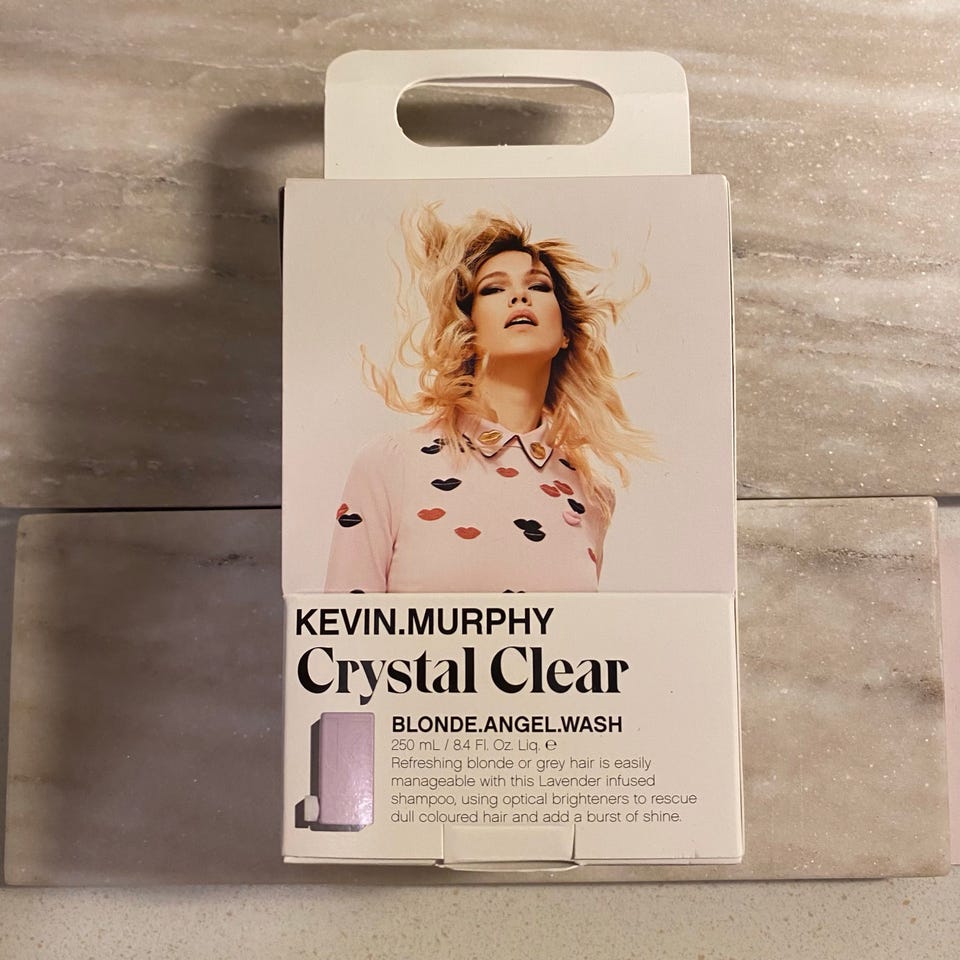 KEVIN.MURPHY
Crystal Clear
BLONDE.ANGEL.WASH
250 mL / 8.4 Fl. Oz. Liq. ℮
Refreshing blonde or grey hair is easily
manageable with this Lavender infused
shampoo, using optical brighteners to rescue
dull coloured hair and add a burst of shine.